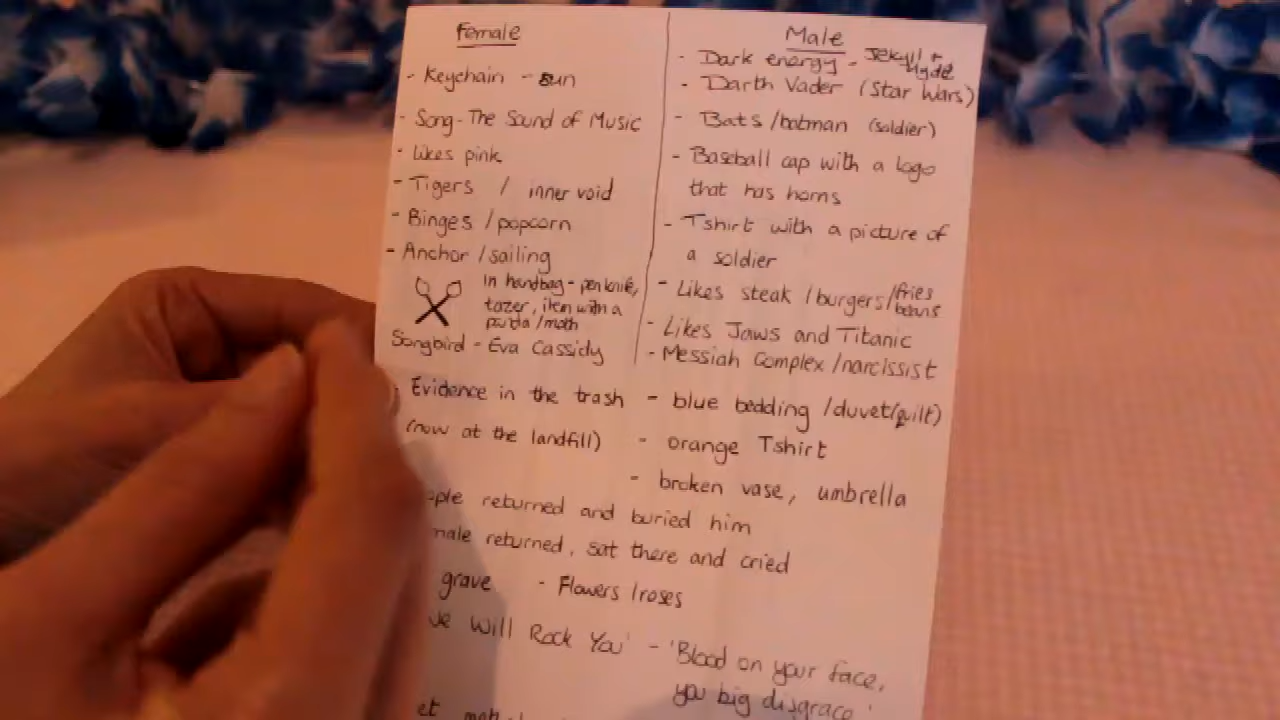 Female
- Keychain - sun
- Song - The Sound of Music
- Likes pink
- Tigers / inner void
- Binges / popcorn
- Anchor / sailing
in handbag - penknife,
tazer, item with a
panda / moth
Songbird - Eva Cassidy
Male
- Dark energy - Jekyll +
Hyde
- Darth Vader (Star Wars)
- Bats / batman (soldier)
- Baseball cap with a logo
that has horns
- Tshirt with a picture of
a soldier
- Likes steak / burgers / fries
beans
- Likes Jaws and Titanic
- Messiah Complex / narcissist
- Evidence in the trash - blue bedding / duvet (quilt)
(now at the landfill) - orange Tshirt
- broken vase, umbrella
returned and buried him
returned, sat there and cried
grave - Flowers / roses
Will Rock You' - 'Blood on your face,
you big disgrace'